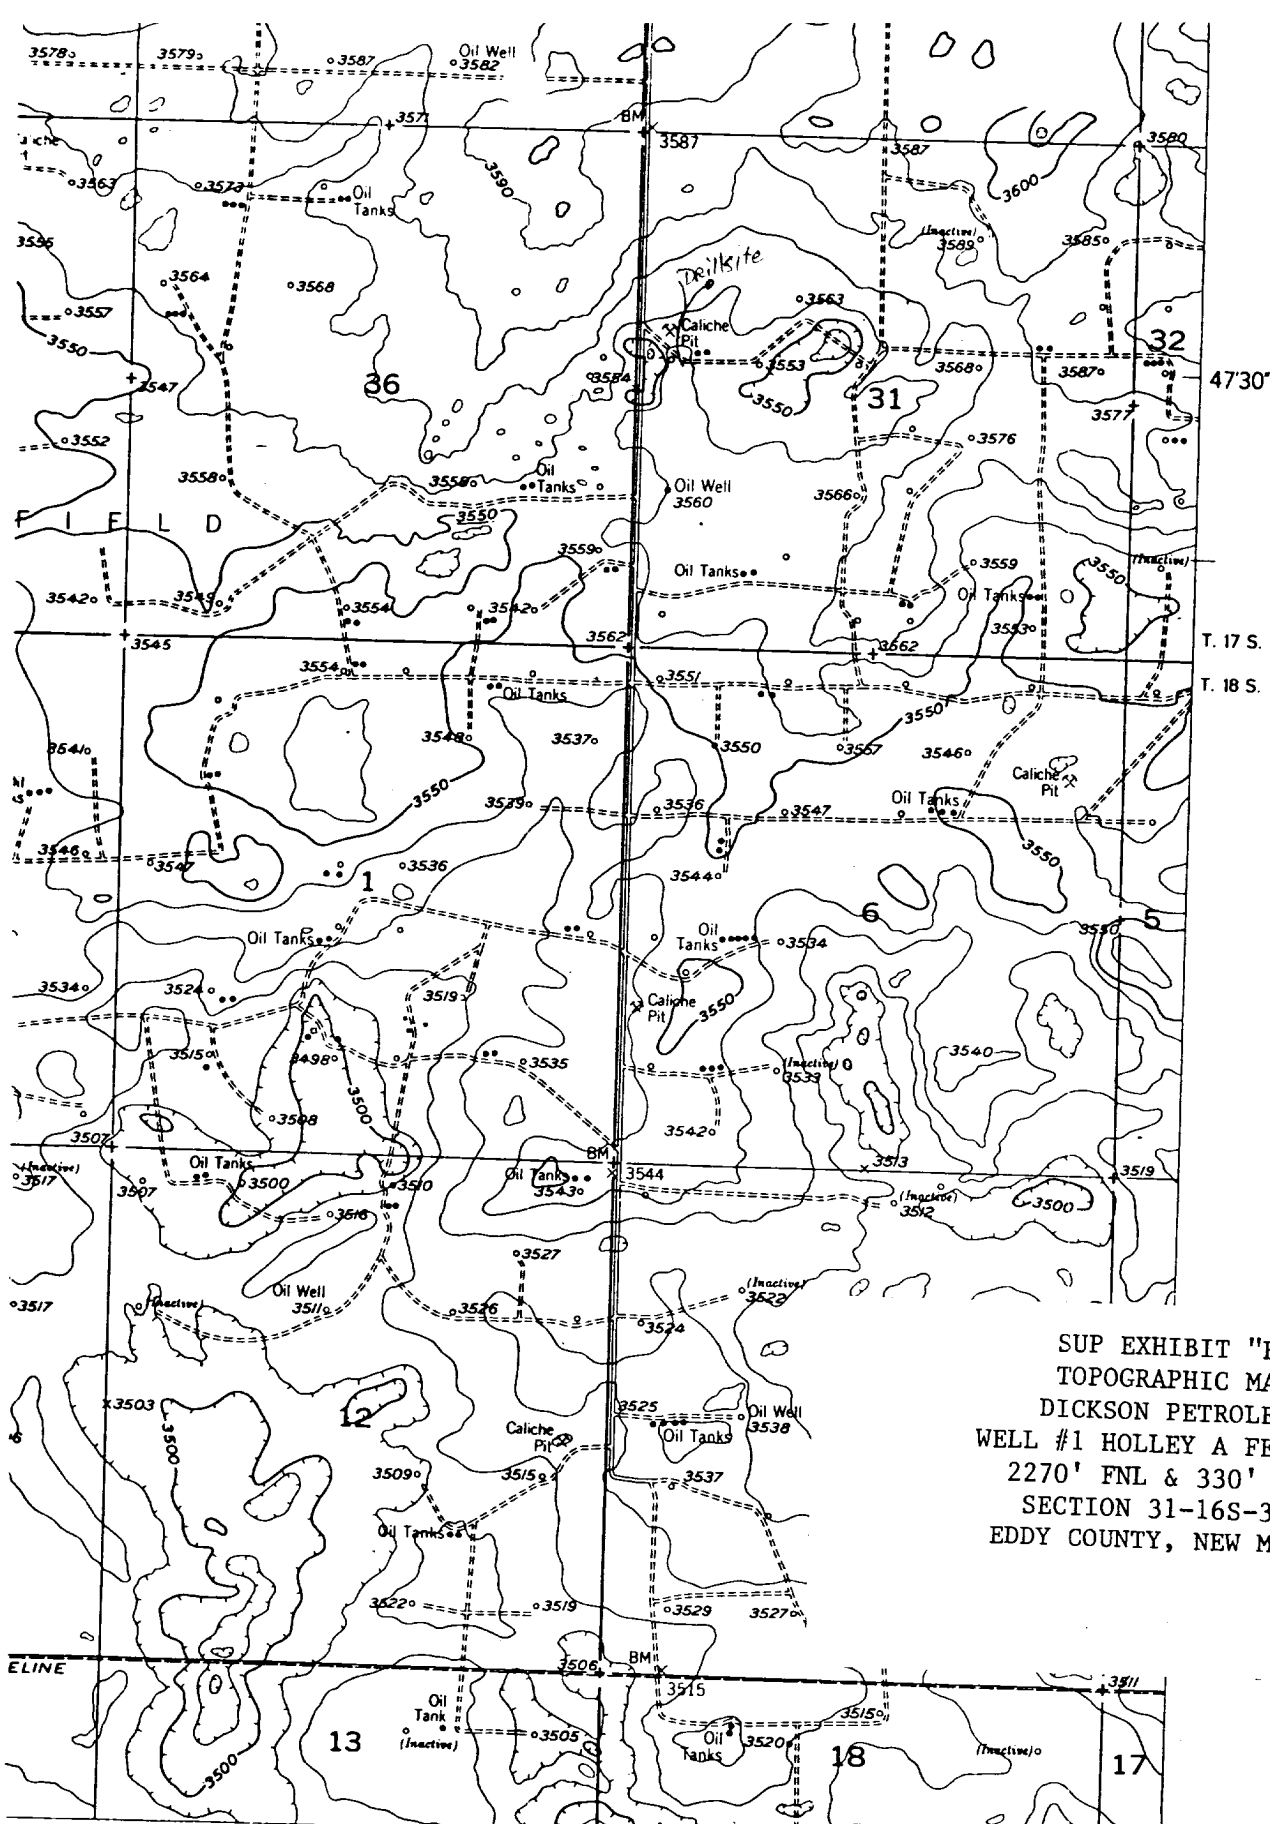 3578 3579 3587 Oil Well
3582
3571 BM
3587 3587 3580
3563 3573 Oil
Tanks
3590 3600
(Inactive)
3589 3585
3555
3564 3568 Drillsite 3563
3557
3550
Caliche
Pit
3553 3568 3587 32
47'30"
3547 36 3554 3550 31 3577
3552 3576
3558 3559 Oil
Tanks Oil Well
3560 3566
FIELD 3550
3559 Oil Tanks 3559 3550 (Inactive)
Oil Tanks
3542 3549 3554 3542 3553
3545 3562 3562 T. 17 S.
3554 3551
Oil Tanks T. 18 S.
3550
3541 3548 3537 3550 3557 3546
Caliche
Pit
3550 3539 3536 3547 Oil Tanks
3546 3547 3536 3550
3544
1 6 5
Oil Tanks Oil
Tanks 3534 3550
3534 3524 3519 Caliche
Pit 3550
3515 3498 3535 (Inactive)
3533 3540
3508 3500 3542
3507 BM
3544 3513 3519
(Inactive)
3517 Oil Tanks
3507 3500 3510 Oil Tanks
3543 (Inactive)
3512 3500
3516
3527
Oil Well
3511 (Inactive)
3522
3517 (Inactive) 3526 3524
SUP EXHIBIT "
TOPOGRAPHIC MA
DICKSON PETROLE
WELL #1 HOLLEY A FE
2270' FNL & 330'
SECTION 31-16S-3
EDDY COUNTY, NEW M
3503 12 3525 Oil Well
3538
Oil Tanks
3500 Caliche
Pit
3509 3515 3537
Oil Tanks
3522 3519 3529 3527
ELINE 3506 BM
3515 3511
Oil
Tank
(Inactive)
13 3505 Oil
Tanks 3520 3515 18 (Inactive) 17
3500